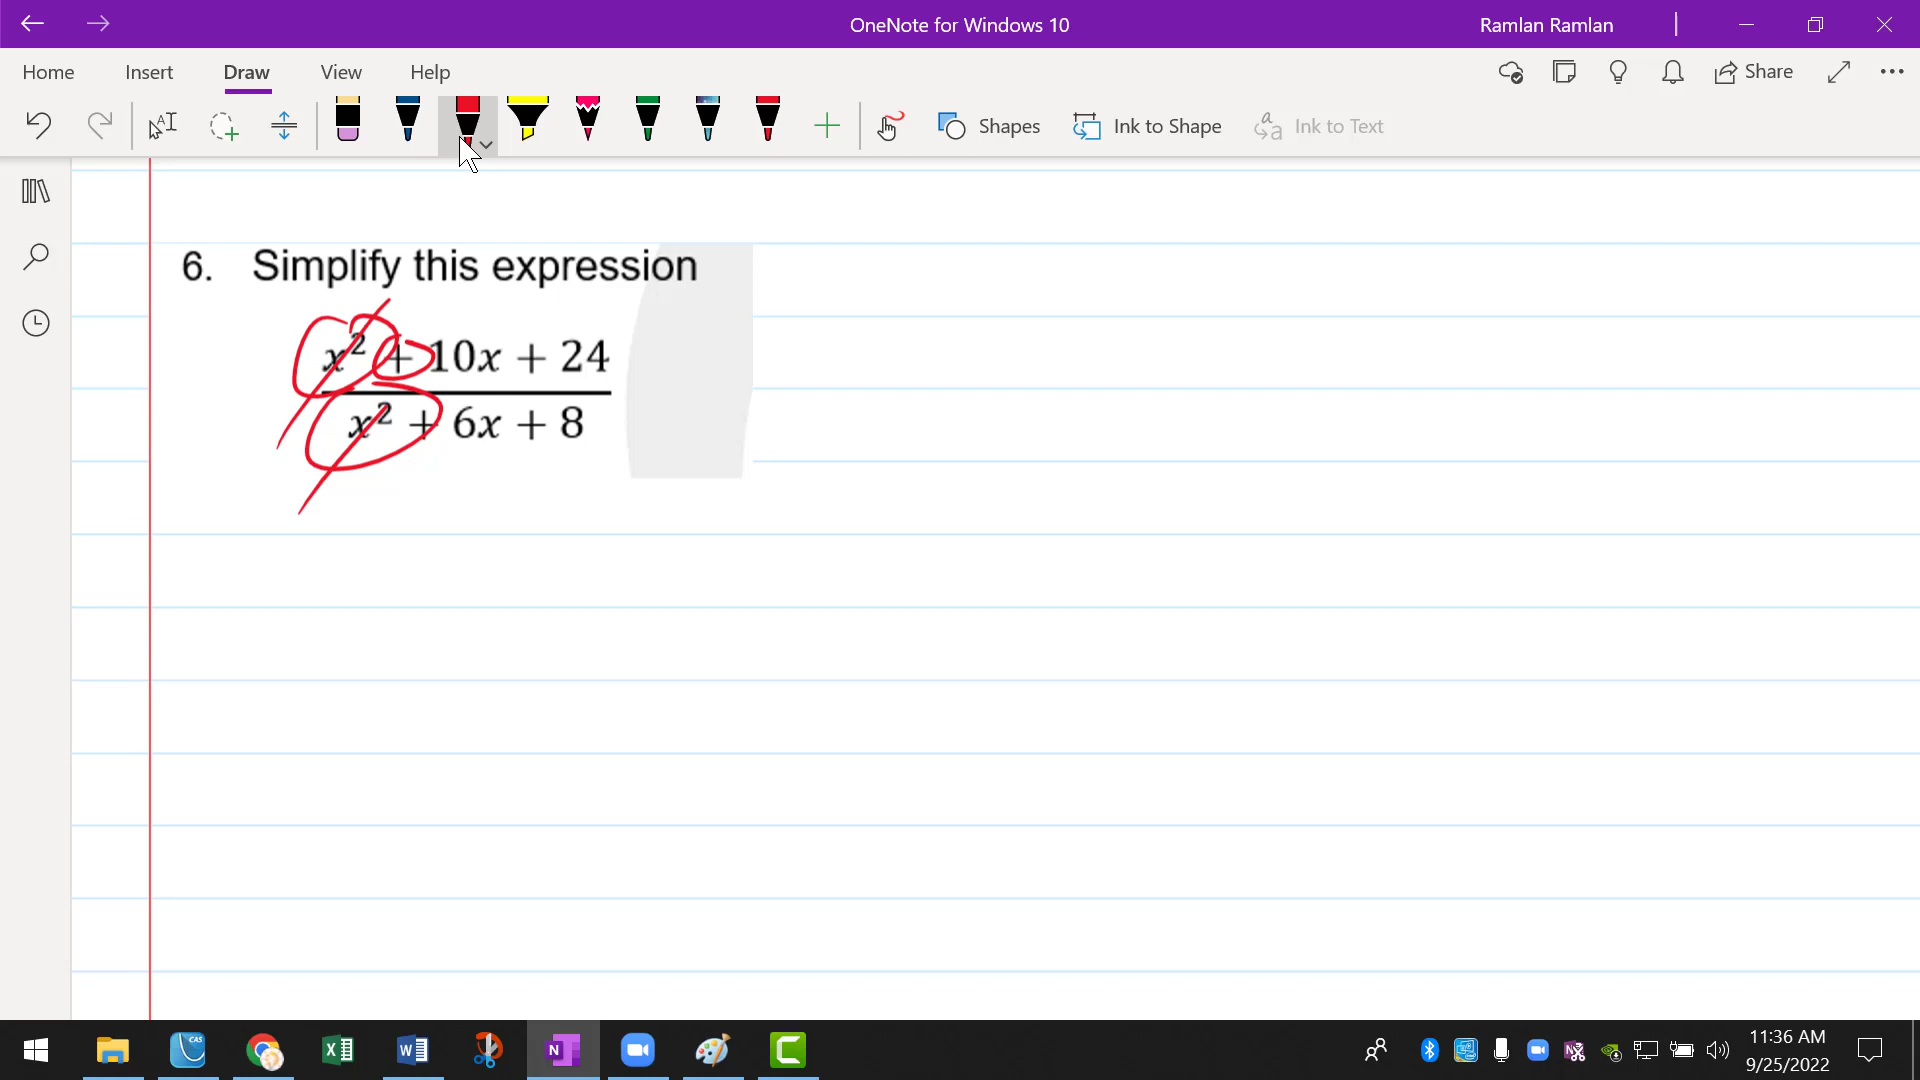 OneNote for Windows 10
Ramlan Ramlan
Home Insert Draw View Help
Share
Shapes Ink to Shape Ink to Text
6. Simplify this expression
x² + 10x + 24
x² + 6x + 8
11:36 AM
9/25/2022